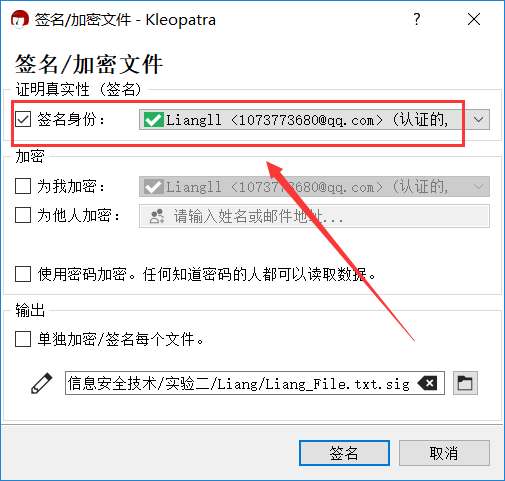 签名/加密文件 - Kleopatra
签名/加密文件
证明真实性（签名）
签名身份： Liangll <1073773680@qq.com> (认证的,
加密
为我加密： Liangll <1073773680@qq.com> (认证的,
为他人加密： 请输入姓名或邮件地址...
使用密码加密。任何知道密码的人都可以读取数据。
输出
单独加密/签名每个文件。
信息安全技术/实验二/Liang/Liang_File.txt.sig
签名 取消